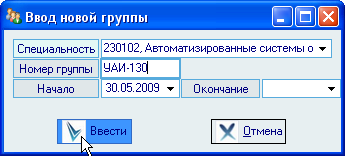 Ввод новой группы
Специальность 230102, Автоматизированные системы о
Номер группы УАИ-130
Начало 30.05.2009 Окончание
Ввести Отмена